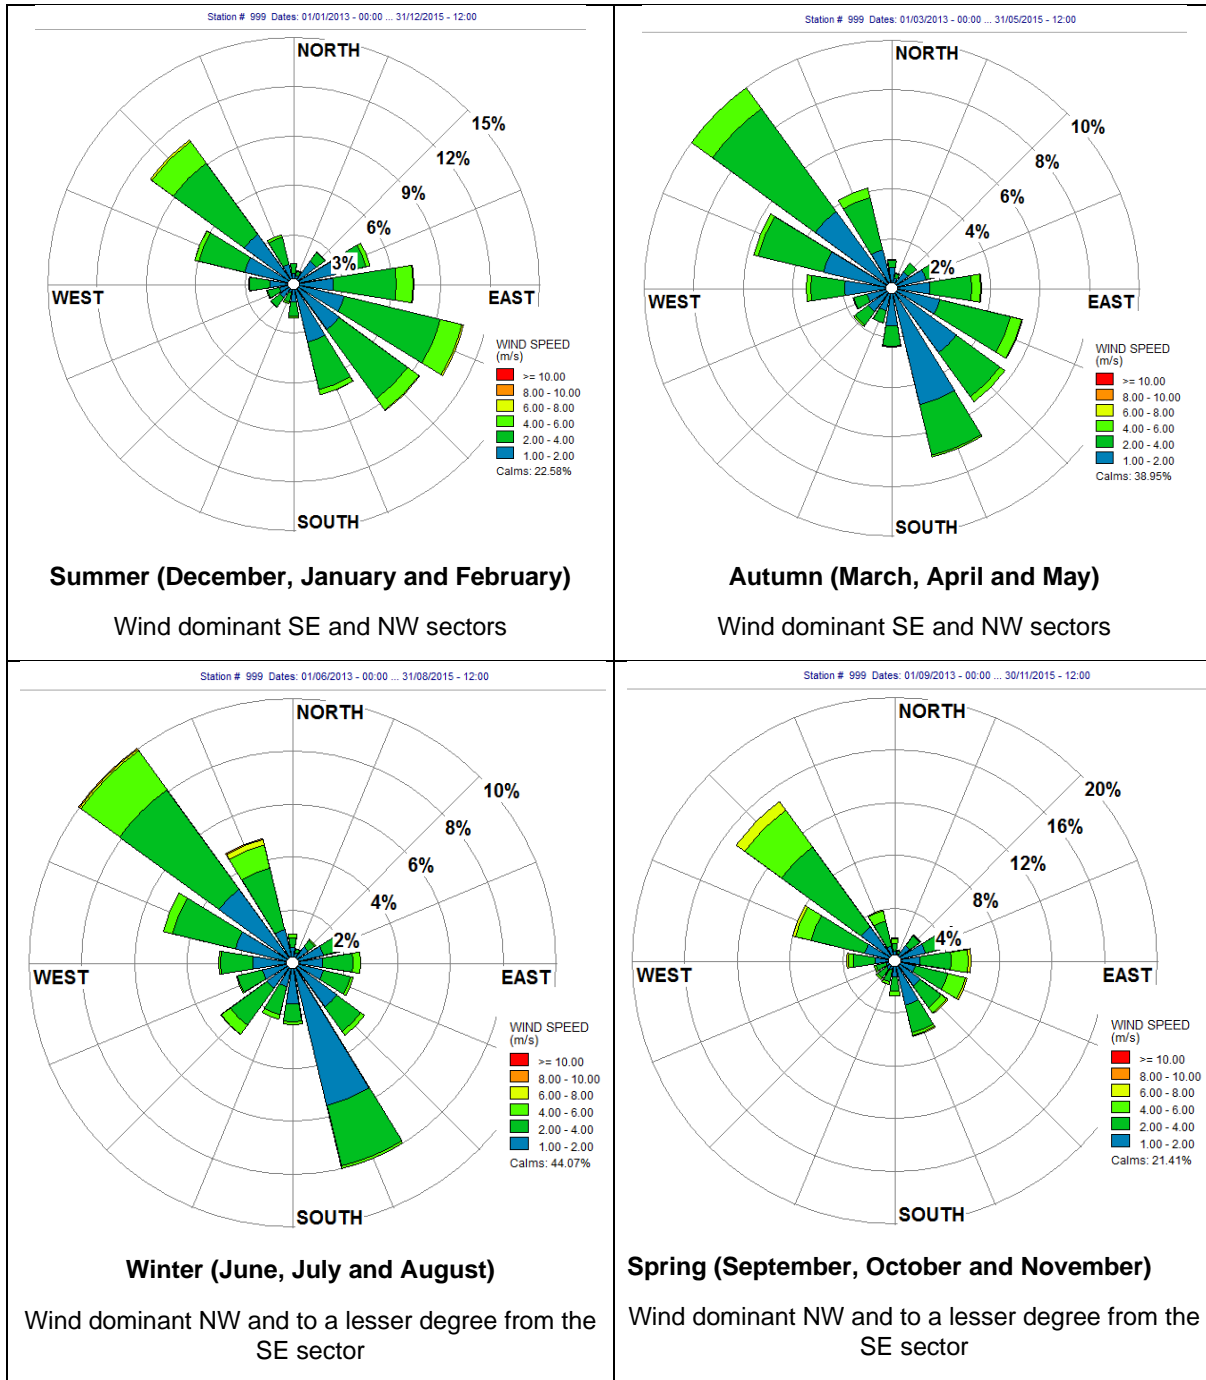 Station # 999 Dates: 01/01/2013 - 00:00 ... 31/12/2015 - 12:00
NORTH
15%
12%
9%
6%
3%
WEST
EAST
WIND SPEED
(m/s)
>= 10.00
8.00 - 10.00
6.00 - 8.00
4.00 - 6.00
2.00 - 4.00
1.00 - 2.00
Calms: 22.58%
SOUTH
Summer (December, January and February)
Wind dominant SE and NW sectors
Station # 999 Dates: 01/03/2013 - 00:00 ... 31/05/2015 - 12:00
NORTH
10%
8%
6%
4%
2%
WEST
EAST
WIND SPEED
(m/s)
>= 10.00
8.00 - 10.00
6.00 - 8.00
4.00 - 6.00
2.00 - 4.00
1.00 - 2.00
Calms: 38.95%
SOUTH
Autumn (March, April and May)
Wind dominant SE and NW sectors
Station # 999 Dates: 01/06/2013 - 00:00 ... 31/08/2015 - 12:00
NORTH
10%
8%
6%
4%
2%
WEST
EAST
WIND SPEED
(m/s)
>= 10.00
8.00 - 10.00
6.00 - 8.00
4.00 - 6.00
2.00 - 4.00
1.00 - 2.00
Calms: 44.07%
SOUTH
Winter (June, July and August)
Wind dominant NW and to a lesser degree from the
SE sector
Station # 999 Dates: 01/09/2013 - 00:00 ... 30/11/2015 - 12:00
NORTH
20%
16%
12%
8%
4%
WEST
EAST
WIND SPEED
(m/s)
>= 10.00
8.00 - 10.00
6.00 - 8.00
4.00 - 6.00
2.00 - 4.00
1.00 - 2.00
Calms: 21.41%
SOUTH
Spring (September, October and November)
Wind dominant NW and to a lesser degree from the
SE sector